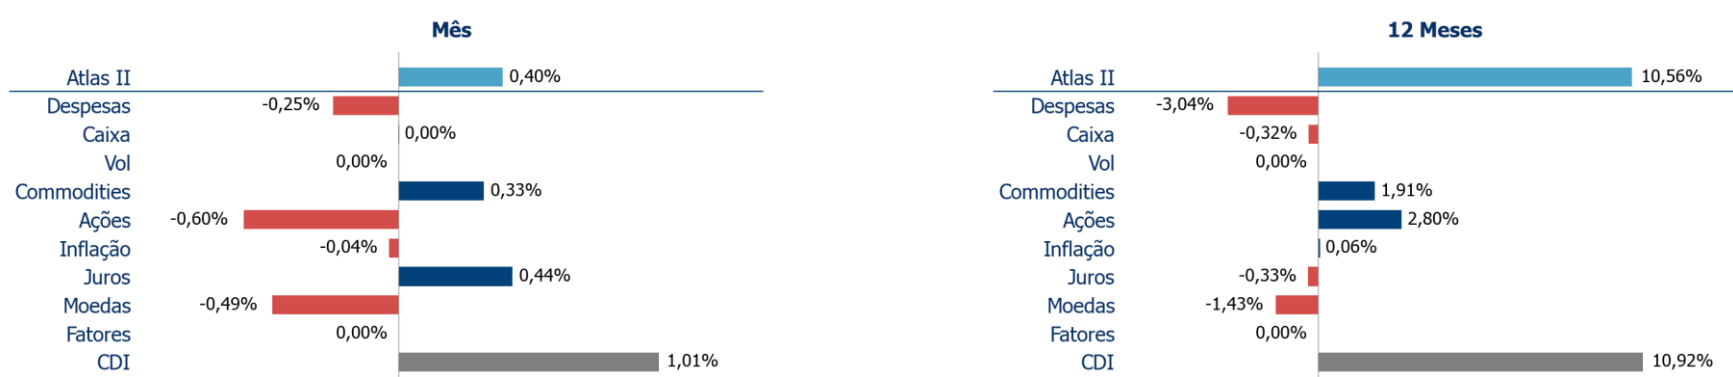 Mês
Atlas II 0,40%
Despesas -0,25%
Caixa 0,00%
Vol 0,00%
Commodities 0,33%
Ações -0,60%
Inflação -0,04%
Juros 0,44%
Moedas -0,49%
Fatores 0,00%
CDI 1,01%
12 Meses
Atlas II 10,56%
Despesas -3,04%
Caixa -0,32%
Vol 0,00%
Commodities 1,91%
Ações 2,80%
Inflação 0,06%
Juros -0,33%
Moedas -1,43%
Fatores 0,00%
CDI 10,92%